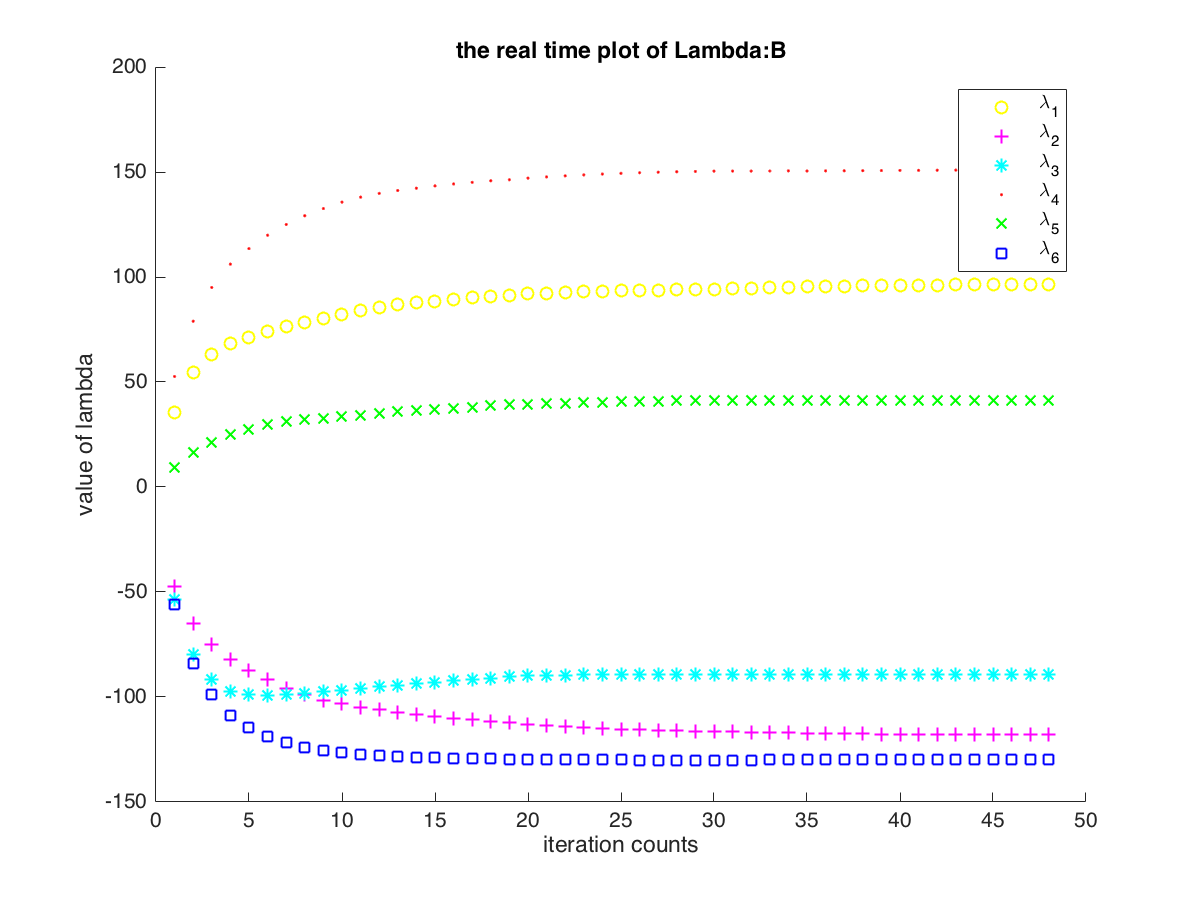 the real time plot of Lambda:B
200
150
100
50
0
-50
-100
-150
value of lambda
0 5 10 15 20 25 30 35 40 45 50
iteration counts
λ1
λ2
λ3
λ4
λ5
λ6